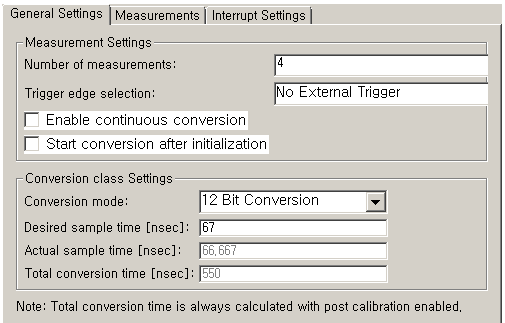 General Settings Measurements Interrupt Settings
Measurement Settings
Number of measurements: 4
Trigger edge selection: No External Trigger
Enable continuous conversion
Start conversion after initialization
Conversion class Settings
Conversion mode: 12 Bit Conversion
Desired sample time [nsec]: 67
Actual sample time [nsec]: 66,667
Total conversion time [nsec]: 550
Note: Total conversion time is always calculated with post calibration enabled,